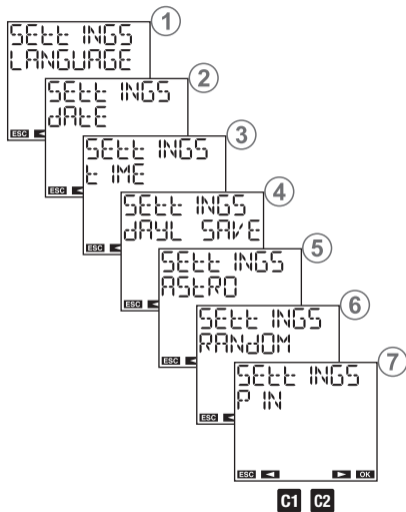 1
SEtt INGS
LANGUAGE
ESC ◄
2
SEtt INGS
dAtE
ESC ◄
3
SEtt INGS
t IME
ESC ◄
4
SEtt INGS
dAYL SAVE
ESC ◄
5
SEtt INGS
AStRO
ESC ◄
6
SEtt INGS
RANdOM
ESC ◄
7
SEtt INGS
P IN
ESC ◄ ► OK
C1 C2